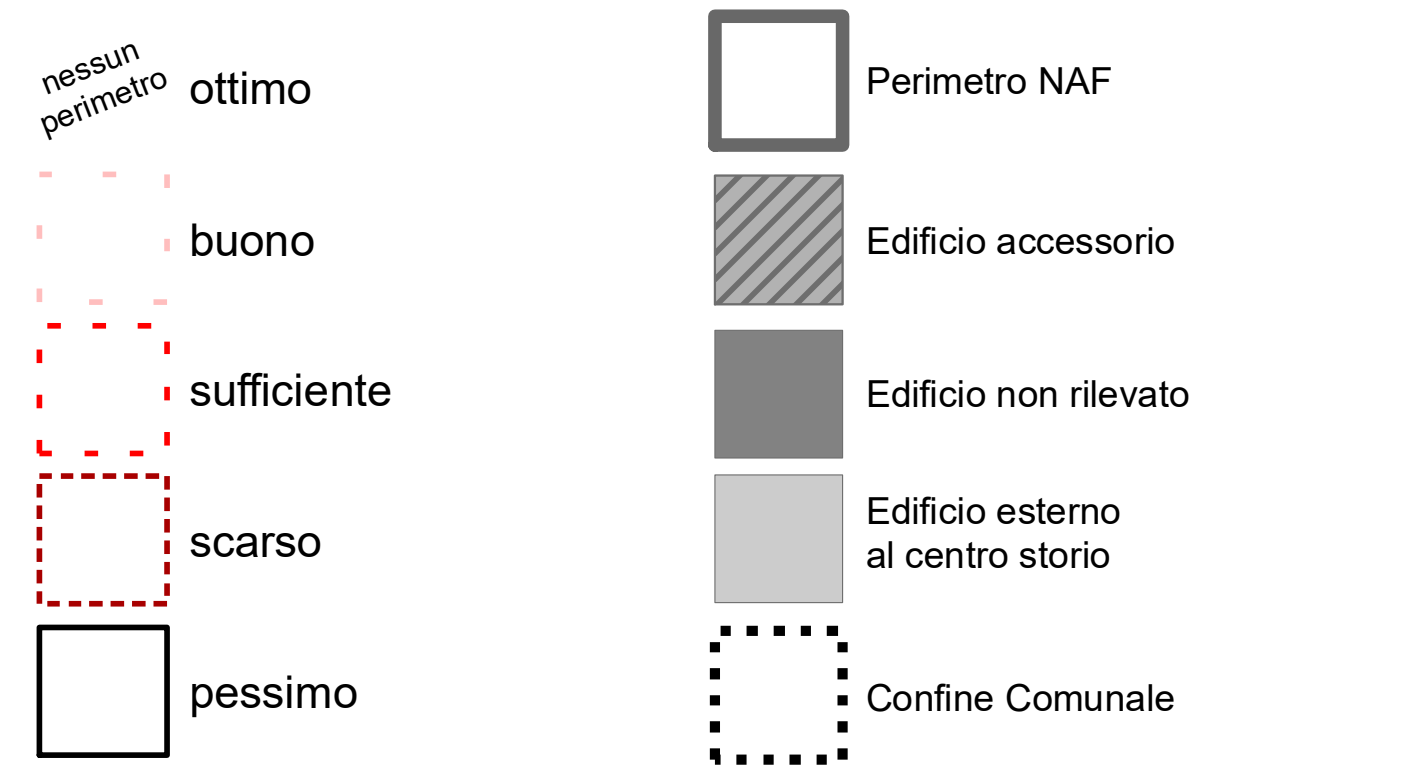 nessun
perimetro
ottimo
buono
sufficiente
scarso
pessimo
Perimetro NAF
Edificio accessorio
Edificio non rilevato
Edificio esterno
al centro storio
Confine Comunale